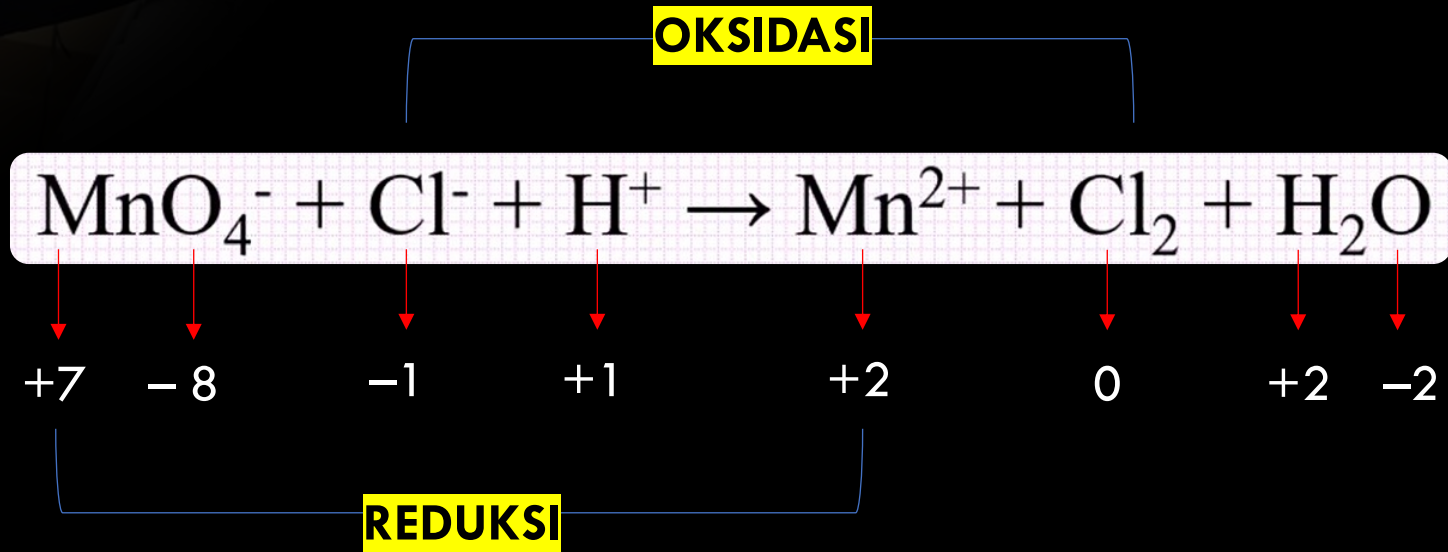 OKSIDASI
MnO₄⁻ + Cl⁻ + H⁺ → Mn²⁺ + Cl₂ + H₂O
+7 – 8 –1 +1 +2 0 +2 –2
REDUKSI